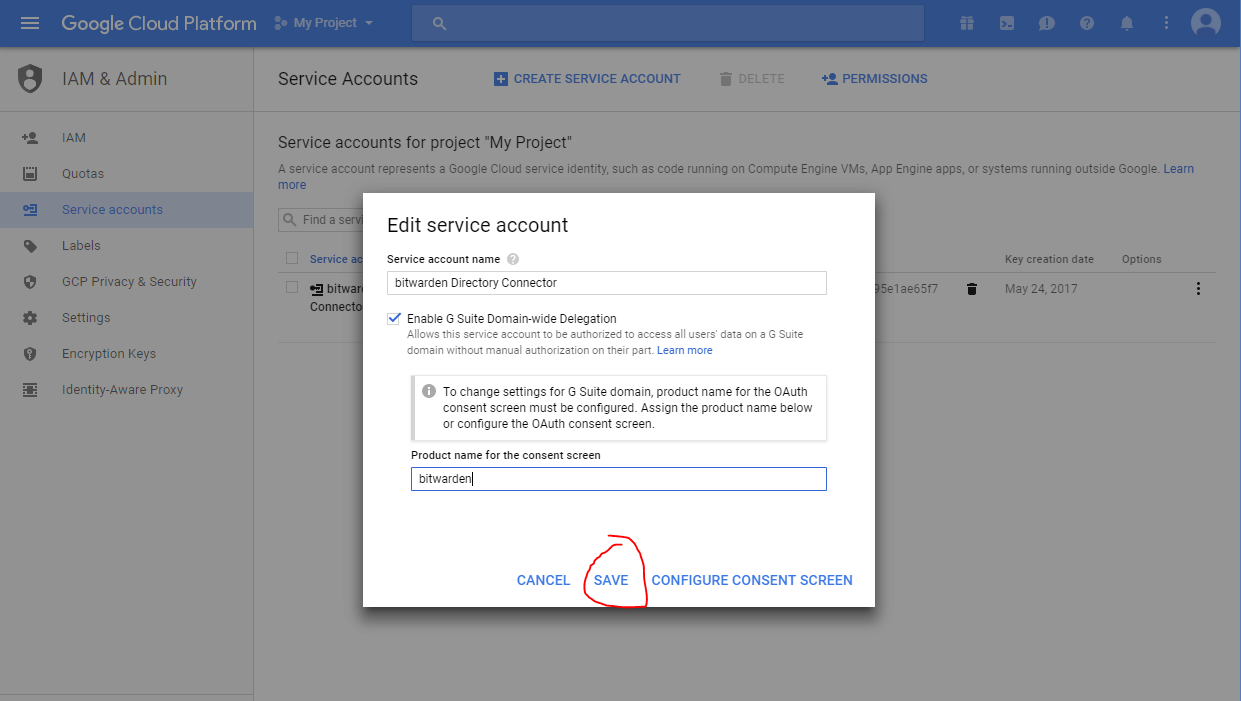 Google Cloud Platform
My Project
IAM & Admin
Service Accounts
CREATE SERVICE ACCOUNT
DELETE
PERMISSIONS
IAM
Quotas
Service accounts
Labels
GCP Privacy & Security
Settings
Encryption Keys
Identity-Aware Proxy
Service accounts for project "My Project"
A service account represents a Google Cloud service identity, such as code running on Compute Engine VMs, App Engine apps, or systems running outside Google. Learn
more
Find a servi
Service ac
Key creation date
Options
bitward
Connecto
95e1ae65f7
May 24, 2017
Edit service account
Service account name
bitwarden Directory Connector
Enable G Suite Domain-wide Delegation
Allows this service account to be authorized to access all users' data on a G Suite
domain without manual authorization on their part. Learn more
To change settings for G Suite domain, product name for the OAuth
consent screen must be configured. Assign the product name below
or configure the OAuth consent screen.
Product name for the consent screen
bitwarden
CANCEL
SAVE
CONFIGURE CONSENT SCREEN